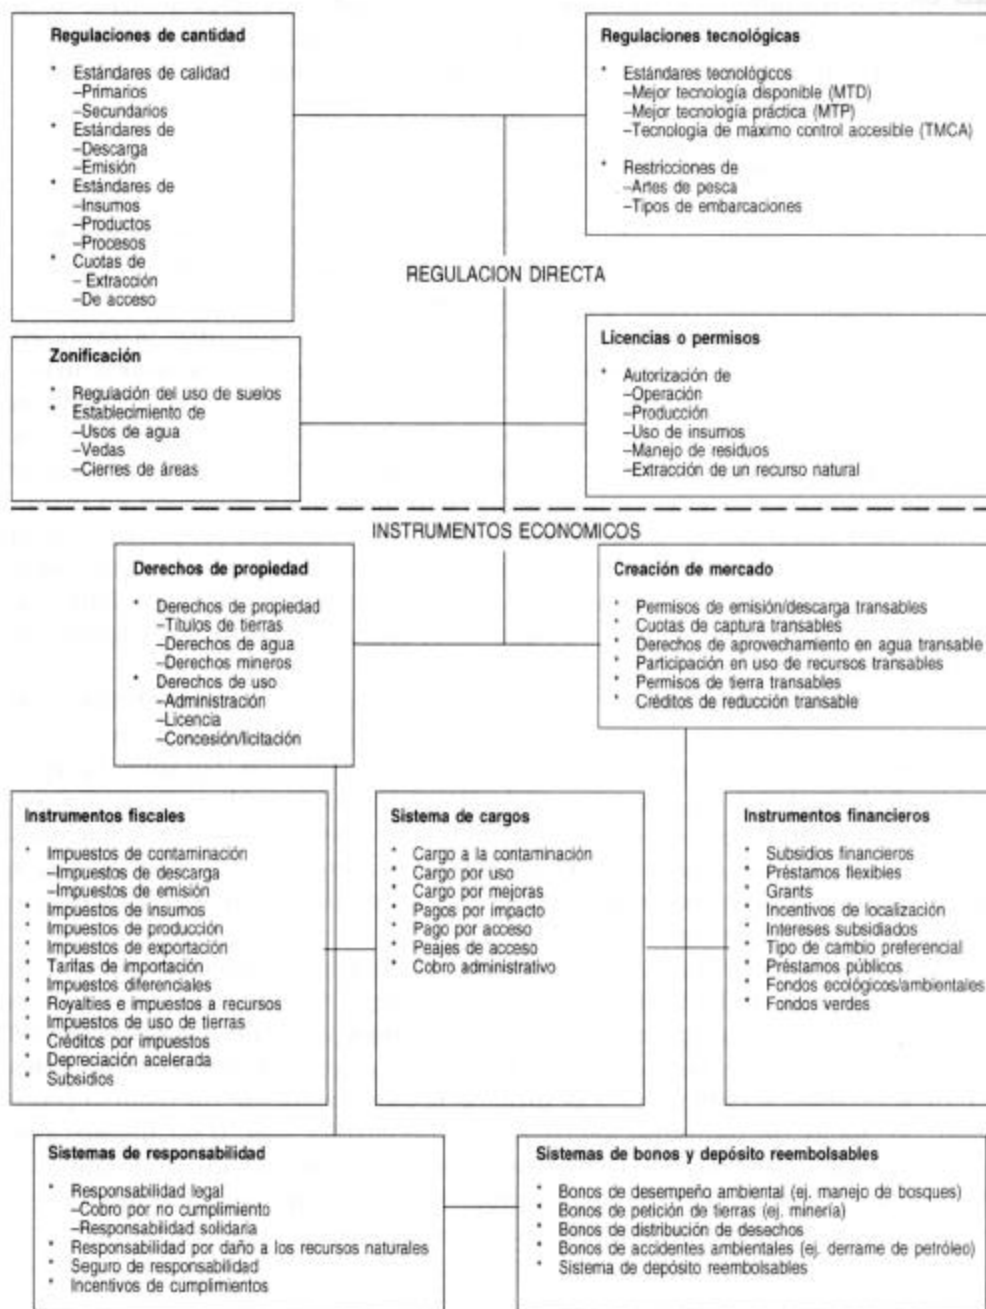 Regulaciones de cantidad
* Estándares de calidad
–Primarios
–Secundarios
* Estándares de
–Descarga
–Emisión
* Estándares de
–Insumos
–Productos
–Procesos
* Cuotas de
– Extracción
–De acceso
Regulaciones tecnológicas
* Estándares tecnológicos
–Mejor tecnología disponible (MTD)
–Mejor tecnología práctica (MTP)
–Tecnología de máximo control accesible (TMCA)
* Restricciones de
–Artes de pesca
–Tipos de embarcaciones
REGULACION DIRECTA
Zonificación
* Regulación del uso de suelos
* Establecimiento de
–Usos de agua
–Vedas
–Cierres de áreas
Licencias o permisos
* Autorización de
–Operación
–Producción
–Uso de insumos
–Manejo de residuos
–Extracción de un recurso natural
INSTRUMENTOS ECONOMICOS
Derechos de propiedad
* Derechos de propiedad
–Títulos de tierras
–Derechos de agua
–Derechos mineros
* Derechos de uso
–Administración
–Licencia
–Concesión/licitación
Creación de mercado
* Permisos de emisión/descarga transables
* Cuotas de captura transables
* Derechos de aprovechamiento en agua transable
* Participación en uso de recursos transables
* Permisos de tierra transables
* Créditos de reducción transable
Instrumentos fiscales
* Impuestos de contaminación
–Impuestos de descarga
–Impuestos de emisión
* Impuestos de insumos
* Impuestos de producción
* Impuestos de exportación
* Tarifas de importación
* Impuestos diferenciales
* Royalties e impuestos a recursos
* Impuestos de uso de tierras
* Créditos por impuestos
* Depreciación acelerada
* Subsidios
Sistema de cargos
* Cargo a la contaminación
* Cargo por uso
* Cargo por mejoras
* Pagos por impacto
* Pago por acceso
* Peajes de acceso
* Cobro administrativo
Instrumentos financieros
* Subsidios financieros
* Préstamos flexibles
* Grants
* Incentivos de localización
* Intereses subsidiados
* Tipo de cambio preferencial
* Préstamos públicos
* Fondos ecológicos/ambientales
* Fondos verdes
Sistemas de responsabilidad
* Responsabilidad legal
–Cobro por no cumplimiento
–Responsabilidad solidaria
* Responsabilidad por daño a los recursos naturales
* Seguro de responsabilidad
* Incentivos de cumplimientos
Sistemas de bonos y depósito reembolsables
* Bonos de desempeño ambiental (ej. manejo de bosques)
* Bonos de petición de tierras (ej. minería)
* Bonos de distribución de desechos
* Bonos de accidentes ambientales (ej. derrame de petróleo)
* Sistema de depósito reembolsables